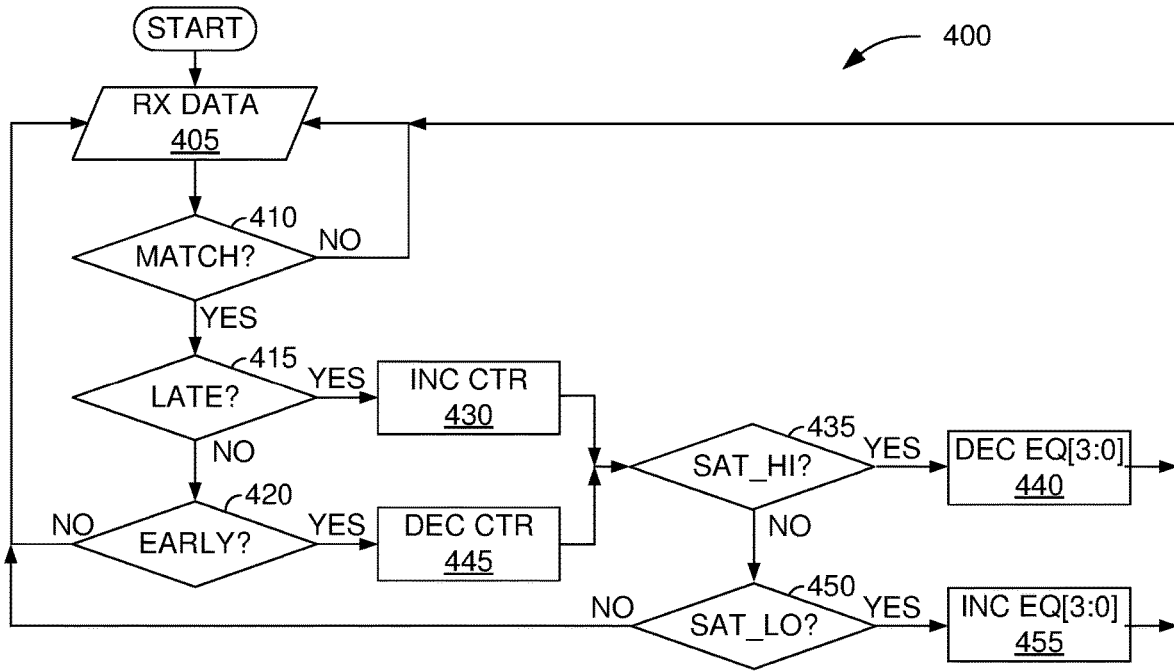 START
400
RX DATA
405
410
MATCH?
NO
YES
415
LATE?
YES
INC CTR
430
NO
435
SAT_HI?
YES
DEC EQ[3:0]
440
420
NO
EARLY?
YES
DEC CTR
445
NO
450
NO
SAT_LO?
YES
INC EQ[3:0]
455